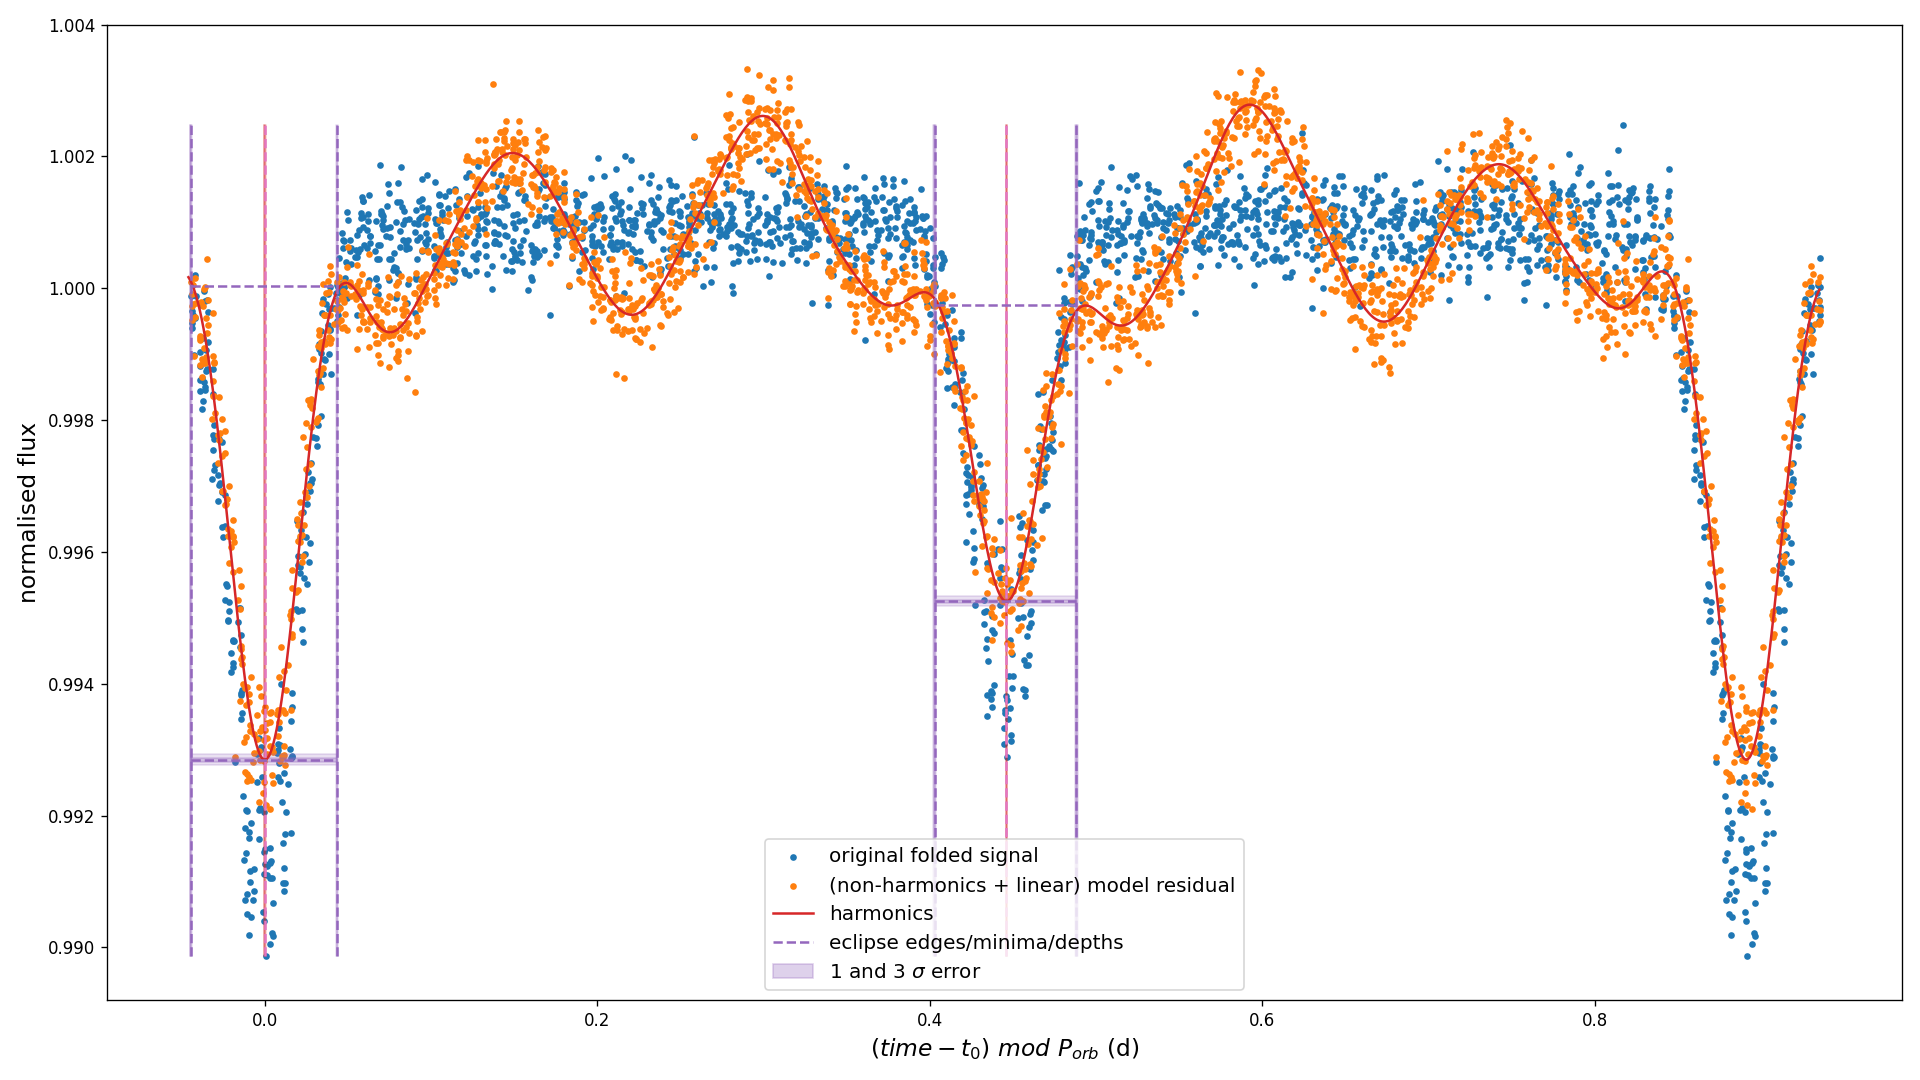 1.004
1.002
1.000
0.998
0.996
0.994
0.992
0.990
normalised flux
0.0
0.2
0.4
0.6
0.8
(time − t₀) mod Pₒᵣb (d)
original folded signal
(non-harmonics + linear) model residual
harmonics
eclipse edges/minima/depths
1 and 3 σ error